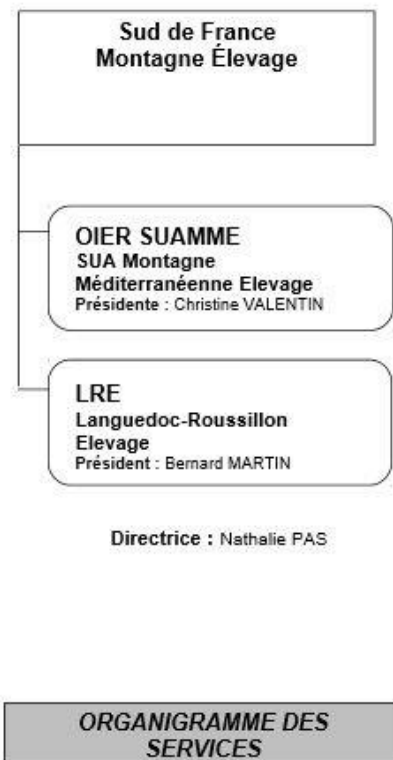 Sud de France
Montagne Élevage
OIER SUAMME
SUA Montagne
Méditerranéenne Elevage
Présidente : Christine VALENTIN
LRE
Languedoc-Roussillon
Elevage
Président : Bernard MARTIN
Directrice : Nathalie PAS
ORGANIGRAMME DES
SERVICES